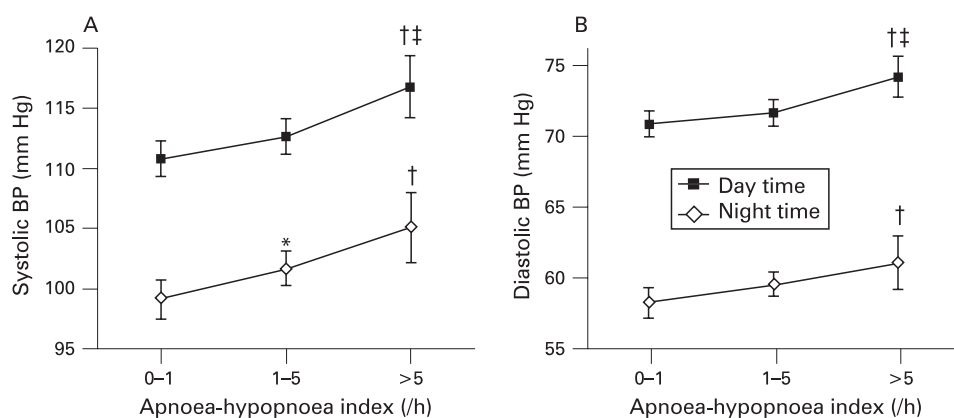 A
Systolic BP (mm Hg)
120
115
110
105
100
95
†‡
†
*
0–1
1–5
>5
Apnoea-hypopnoea index (/h)
B
Diastolic BP (mm Hg)
75
70
65
60
55
†‡
Day time
Night time
†
0–1
1–5
>5
Apnoea-hypopnoea index (/h)